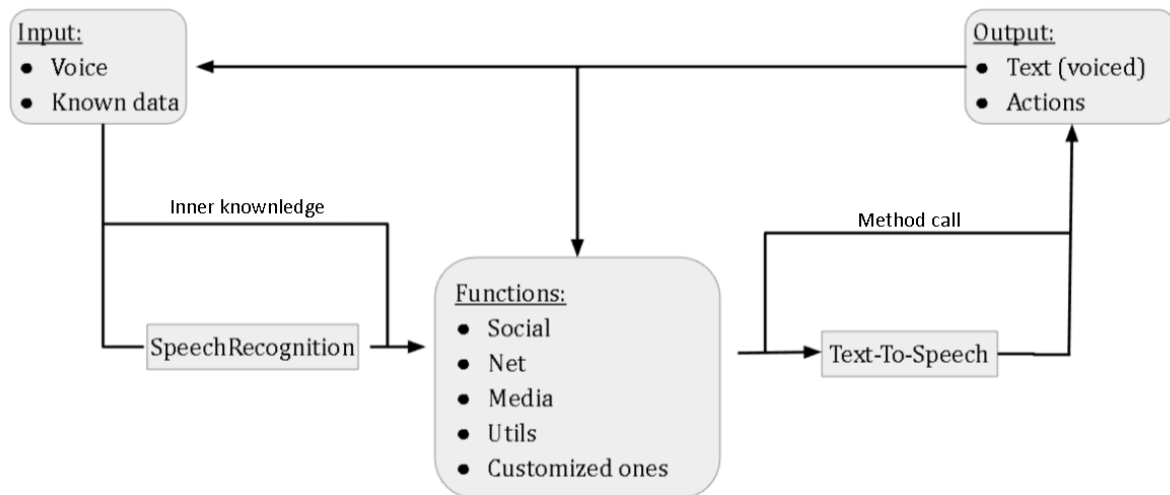 Input:
● Voice
● Known data
Output:
● Text (voiced)
● Actions
Inner knownledge
Method call
SpeechRecognition
Functions:
● Social
● Net
● Media
● Utils
● Customized ones
Text-To-Speech